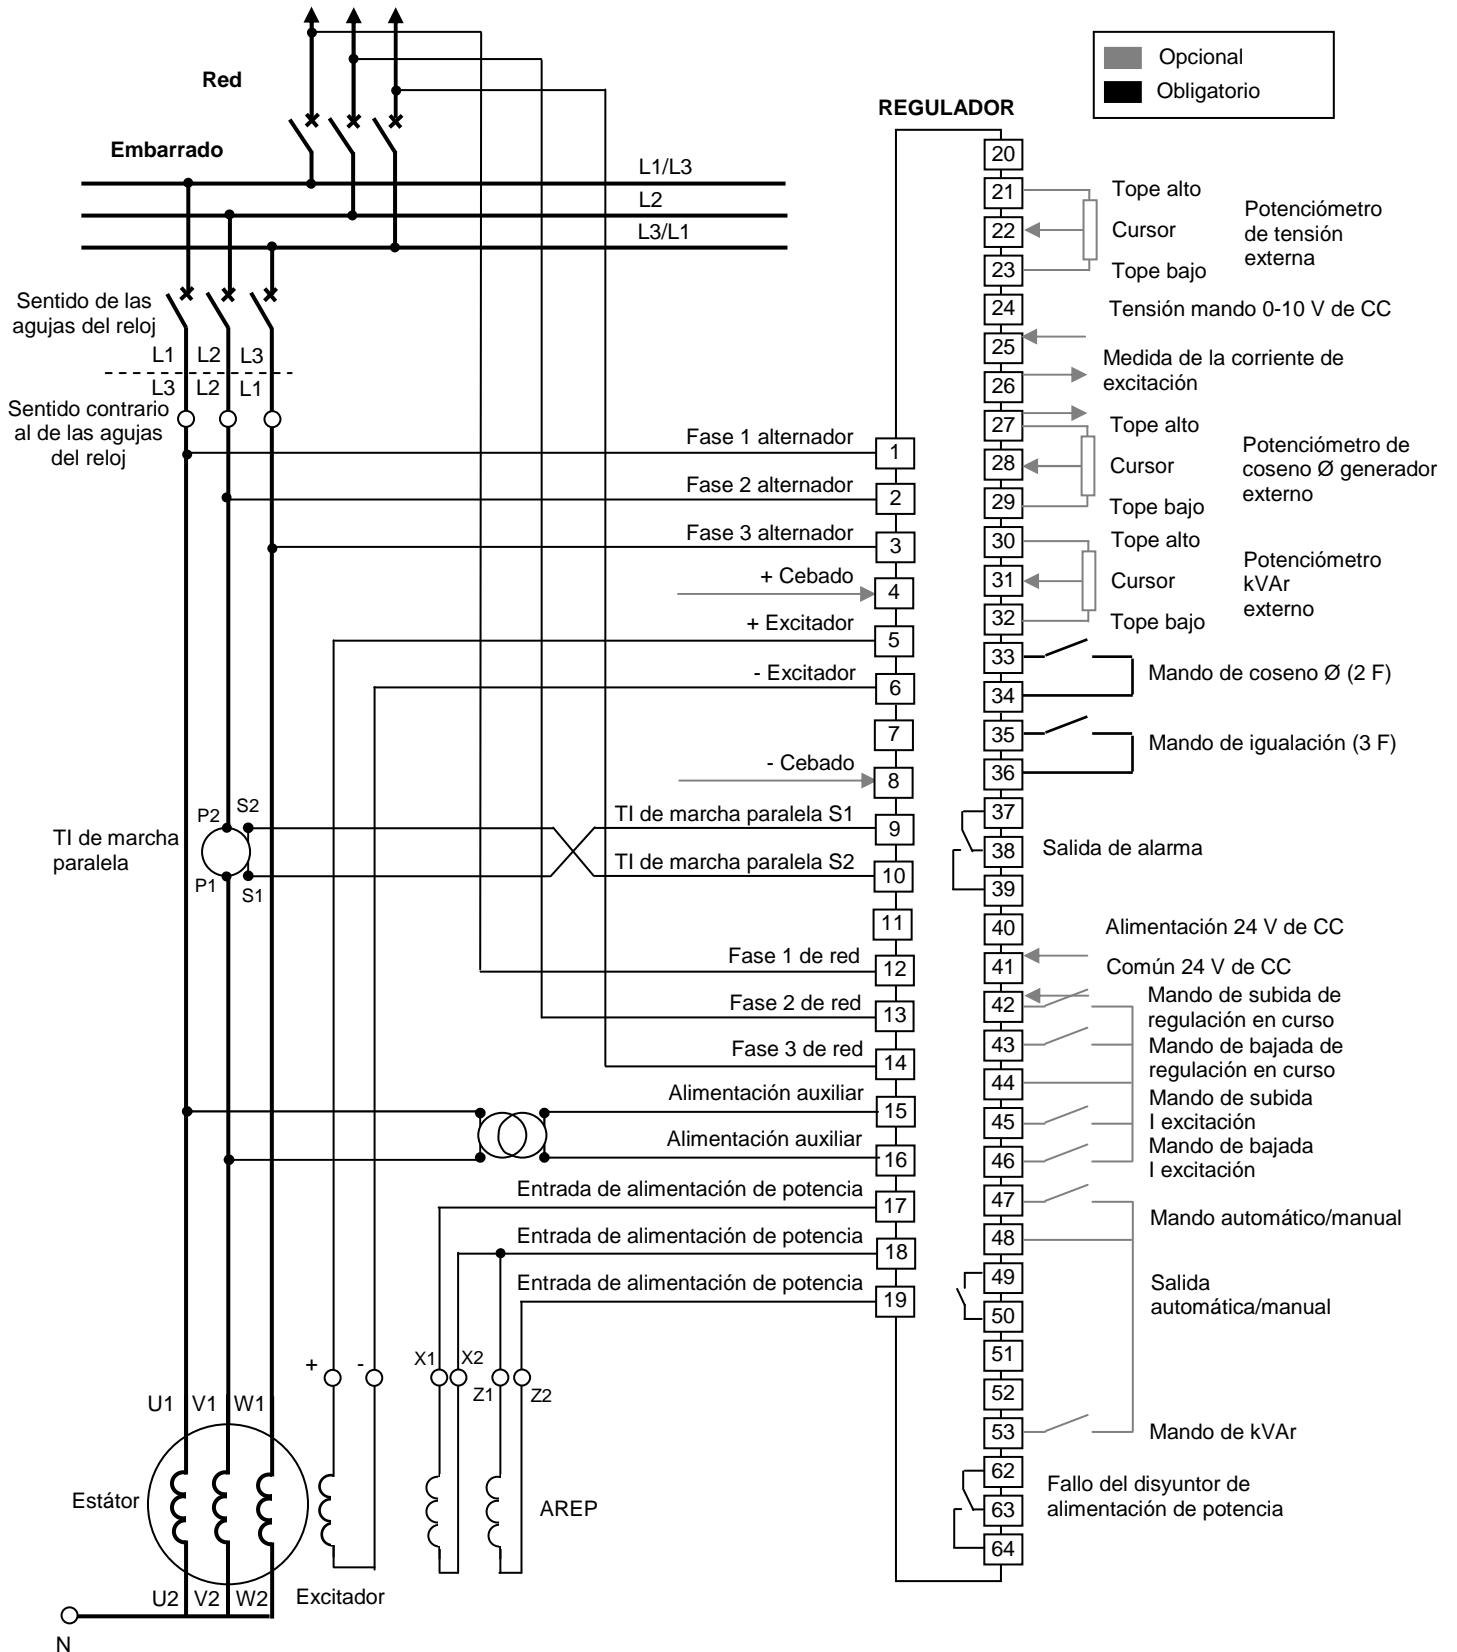 Red
Embarrado
L1/L3
L2
L3/L1
Sentido de las
agujas del reloj
L1 L2 L3
L3 L2 L1
Sentido contrario
al de las agujas
del reloj
Opcional
Obligatorio
REGULADOR
Fase 1 alternador
1
Fase 2 alternador
2
Fase 3 alternador
3
+ Cebado
4
+ Excitador
5
- Excitador
6
7
- Cebado
8
TI de marcha paralela S1
9
TI de marcha paralela S2
10
11
Fase 1 de red
12
Fase 2 de red
13
Fase 3 de red
14
Alimentación auxiliar
15
Alimentación auxiliar
16
Entrada de alimentación de potencia
17
Entrada de alimentación de potencia
18
Entrada de alimentación de potencia
19
TI de marcha
paralela
P2 S2
P1 S1
+ -
X1 X2
Z1 Z2
U1 V1 W1
Estátor
AREP
U2 V2 W2
Excitador
N
20
21
Tope alto
22
Cursor
23
Tope bajo
Potenciómetro
de tensión
externa
24
Tensión mando 0-10 V de CC
25
Medida de la corriente de
excitación
26
27
Tope alto
28
Cursor
29
Tope bajo
Potenciómetro de
coseno Ø generador
externo
30
Tope alto
31
Cursor
32
Tope bajo
Potenciómetro
kVAr
externo
33
Mando de coseno Ø (2 F)
34
35
Mando de igualación (3 F)
36
37
38
Salida de alarma
39
40
Alimentación 24 V de CC
41
Común 24 V de CC
42
Mando de subida de
regulación en curso
43
Mando de bajada de
regulación en curso
44
45
Mando de subida
I excitación
46
Mando de bajada
I excitación
47
Mando automático/manual
48
49
Salida
automática/manual
50
51
52
53
Mando de kVAr
62
Fallo del disyuntor de
alimentación de potencia
63
64